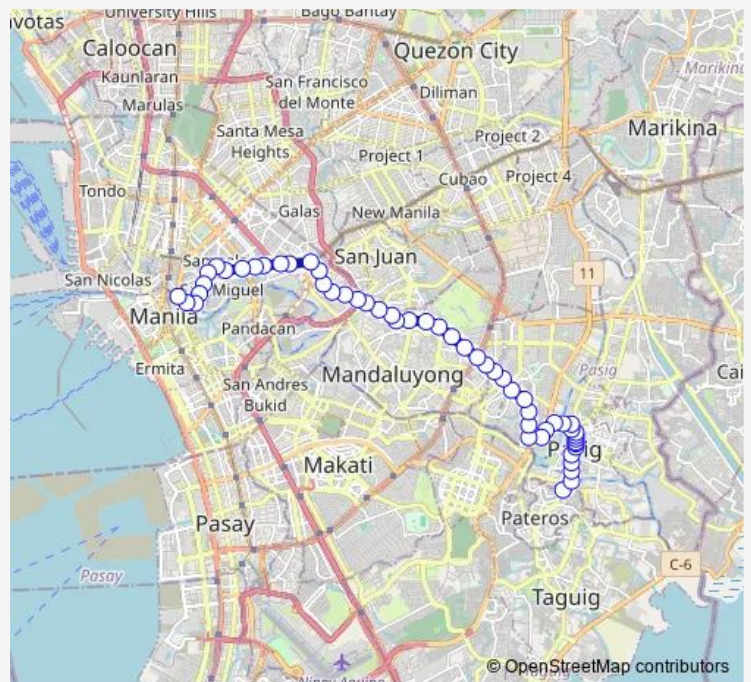 University Hills
Bago Bantay
Caloocan
Quezon City
Kaunlaran
San Francisco
del Monte
Diliman
Marulas
Santa Mesa
Heights
Project 2
Marikina
Project 1
Cubao
Project 4
Tondo
Galas
New Manila
San Juan
San Nicolas
11
Miguel
Manila
Pandacan
Ermita
San Andres
Bukid
Mandaluyong
Pasig
Makati
Pateros
Pasay
Pasay
C-6
Taguig
© OpenStreetMap contributors